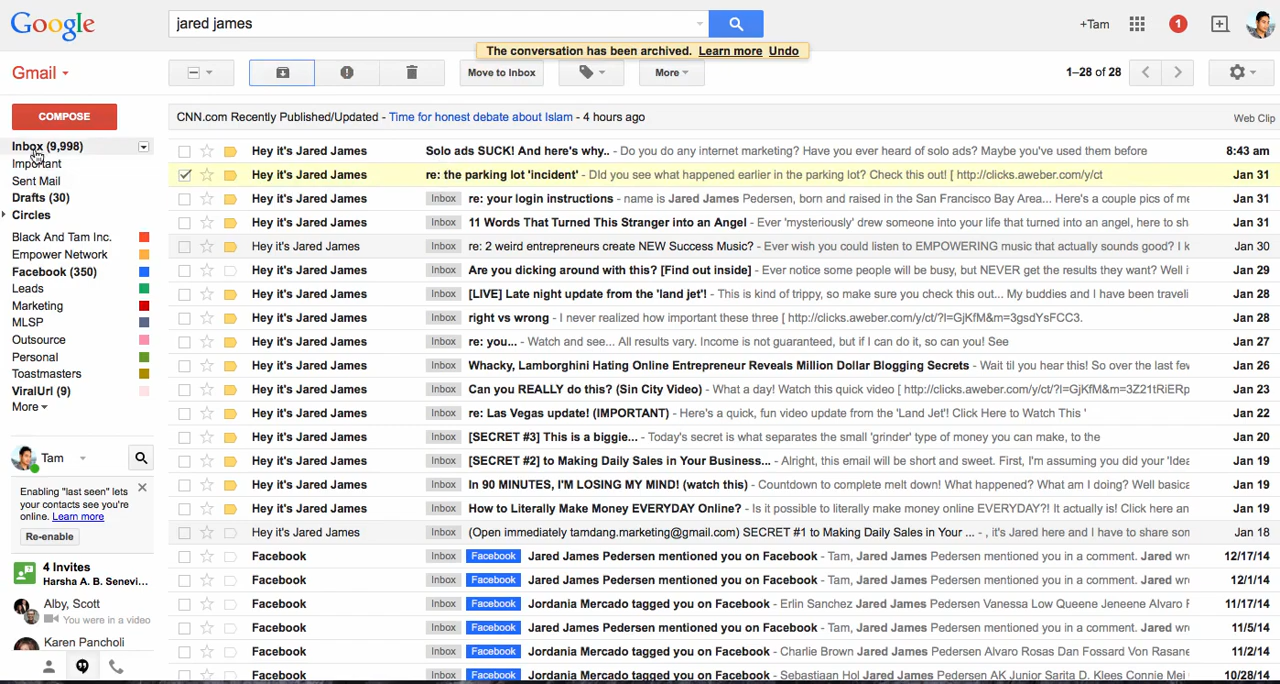 Google
jared james
+Tam
1
The conversation has been archived. Learn more Undo
Gmail
Move to Inbox
More
1–28 of 28
COMPOSE
CNN.com Recently Published/Updated - Time for honest debate about Islam - 4 hours ago
Web Clip
Inbox (9,998)
Important
Sent Mail
Drafts (30)
Circles
Black And Tam Inc.
Empower Network
Facebook (350)
Leads
Marketing
MLSP
Outsource
Personal
Toastmasters
ViralUrl (9)
More
Tam
Enabling "last seen" lets
your contacts see you're
online. Learn more
Re-enable
4 Invites
Harsha A. B. Senevi...
Alby, Scott
You were in a video
Karen Pancholi
Hey it's Jared James Solo ads SUCK! And here's why.. - Do you do any internet marketing? Have you ever heard of solo ads? Maybe you've used them before 8:43 am
Hey it's Jared James re: the parking lot 'incident' - DId you see what happened earlier in the parking lot? Check this out! [ http://clicks.aweber.com/y/ct Jan 31
Hey it's Jared James Inbox re: your login instructions - name is Jared James Pedersen, born and raised in the San Francisco Bay Area... Here's a couple pics of me Jan 31
Hey it's Jared James Inbox 11 Words That Turned This Stranger into an Angel - Ever 'mysteriously' drew someone into your life that turned into an angel, here to sh Jan 31
Hey it's Jared James Inbox re: 2 weird entrepreneurs create NEW Success Music? - Ever wish you could listen to EMPOWERING music that actually sounds good? I k Jan 30
Hey it's Jared James Inbox Are you dicking around with this? [Find out inside] - Ever notice some people will be busy, but NEVER get the results they want? Well i Jan 29
Hey it's Jared James Inbox [LIVE] Late night update from the 'land jet'! - This is kind of trippy, so make sure you check this out... My buddies and I have been traveli Jan 28
Hey it's Jared James Inbox right vs wrong - I never realized how important these three [ http://clicks.aweber.com/y/ct/?l=GjKfM&m=3gsdYsFCC3. Jan 28
Hey it's Jared James Inbox re: you... - Watch and see... All results vary. Income is not guaranteed, but if I can do it, so can you! See Jan 27
Hey it's Jared James Inbox Whacky, Lamborghini Hating Online Entrepreneur Reveals Million Dollar Blogging Secrets - Wait til you hear this! So over the last few Jan 26
Hey it's Jared James Inbox Can you REALLY do this? (Sin City Video) - What a day! Watch this quick video [ http://clicks.aweber.com/y/ct/?l=GjKfM&m=3Z21tRiERp Jan 23
Hey it's Jared James Inbox re: Las Vegas update! (IMPORTANT) - Here's a quick, fun video update from the 'Land Jet'! Click Here to Watch This ' Jan 22
Hey it's Jared James Inbox [SECRET #3] This is a biggie... - Today's secret is what separates the small 'grinder' type of money you can make, to the Jan 20
Hey it's Jared James Inbox [SECRET #2] to Making Daily Sales in Your Business... - Alright, this email will be short and sweet. First, I'm assuming you did your 'Idea Jan 19
Hey it's Jared James Inbox In 90 MINUTES, I'M LOSING MY MIND! (watch this) - Countdown to complete melt down! What happened? What am I doing? Well basica Jan 19
Hey it's Jared James Inbox How to Literally Make Money EVERYDAY Online? - Is it possible to literally make money online EVERYDAY?! It actually is! Click here an Jan 19
Hey it's Jared James Inbox (Open immediately tamdang.marketing@gmail.com) SECRET #1 to Making Daily Sales in Your ... - , it's Jared here and I have to share son Jan 18
Facebook Inbox Facebook Jared James Pedersen mentioned you on Facebook - Tam, Jared James Pedersen mentioned you in a comment. Jared wr 12/17/14
Facebook Inbox Facebook Jared James Pedersen mentioned you on Facebook - Tam, Jared James Pedersen mentioned you in a comment. Jared wr 12/1/14
Facebook Inbox Facebook Jordania Mercado tagged you on Facebook - Erlin Sanchez Jared James Pedersen Vanessa Low Queene Jeneene Alvaro F 11/17/14
Facebook Inbox Facebook Jared James Pedersen mentioned you on Facebook - Tam, Jared James Pedersen mentioned you in a comment. Jared wr 11/5/14
Facebook Inbox Facebook Jordania Mercado tagged you on Facebook - Charlie Brown Jared James Pedersen Alvaro Rosas Dan Fossard Von Rasane 11/2/14
Facebook Inbox Facebook Jordania Mercado tagged you on Facebook - Sebastiaan Hol Jared James Pedersen AK Junior Sarita D. Klees Connie Mei 10/28/14